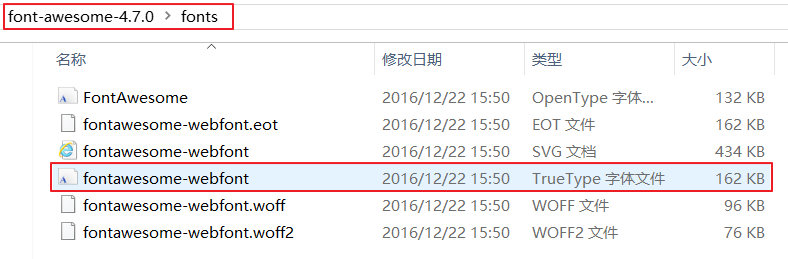 font-awesome-4.7.0 > fonts
名称 修改日期 类型 大小
FontAwesome 2016/12/22 15:50 OpenType 字体... 132 KB
fontawesome-webfont.eot 2016/12/22 15:50 EOT 文件 162 KB
fontawesome-webfont 2016/12/22 15:50 SVG 文档 434 KB
fontawesome-webfont 2016/12/22 15:50 TrueType 字体文件 162 KB
fontawesome-webfont.woff 2016/12/22 15:50 WOFF 文件 96 KB
fontawesome-webfont.woff2 2016/12/22 15:50 WOFF2 文件 76 KB